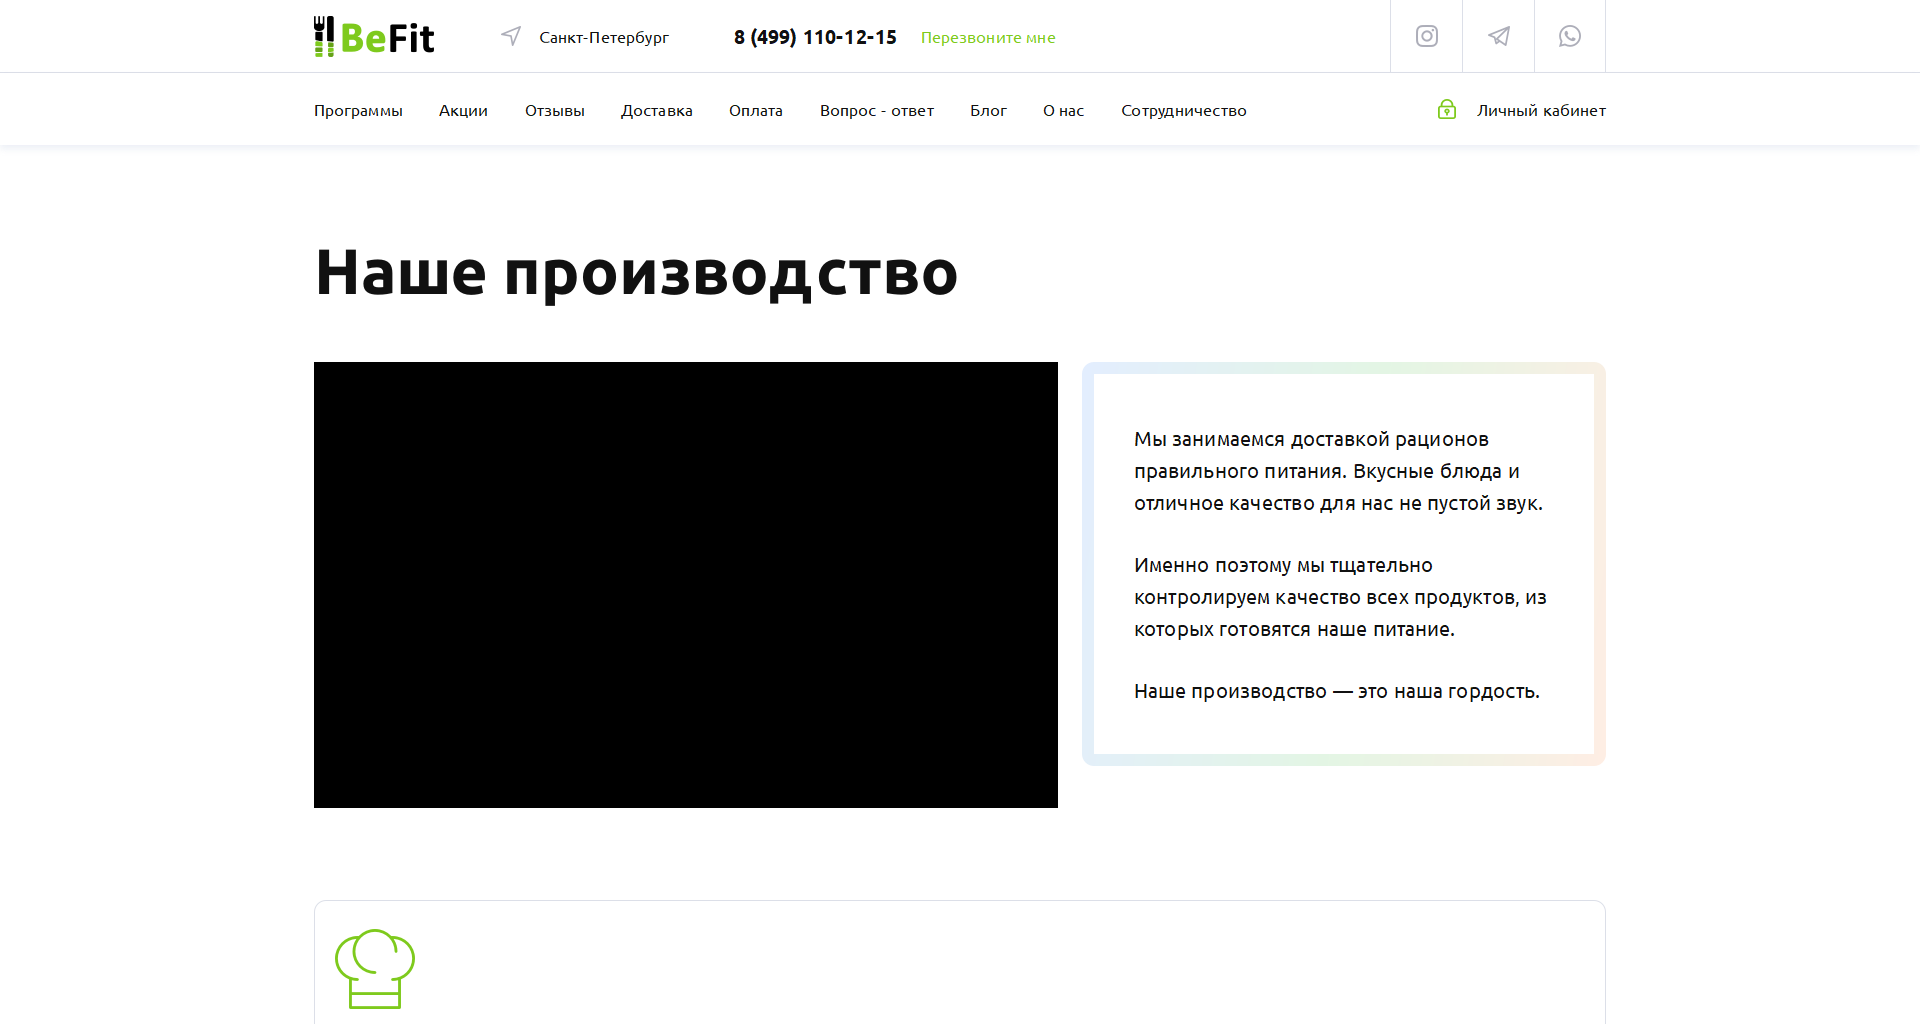 BeFit
Санкт-Петербург
8 (499) 110-12-15
Перезвоните мне
Программы
Акции
Отзывы
Доставка
Оплата
Вопрос - ответ
Блог
О нас
Сотрудничество
Личный кабинет
Наше производство
Мы занимаемся доставкой рационов
правильного питания. Вкусные блюда и
отличное качество для нас не пустой звук.
Именно поэтому мы тщательно
контролируем качество всех продуктов, из
которых готовятся наше питание.
Наше производство — это наша гордость.